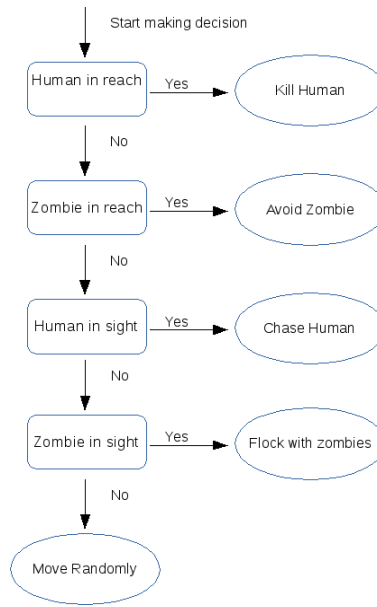 Start making decision
Human in reach
Yes
Kill Human
No
Zombie in reach
Yes
Avoid Zombie
No
Human in sight
Yes
Chase Human
No
Zombie in sight
Yes
Flock with zombies
No
Move Randomly